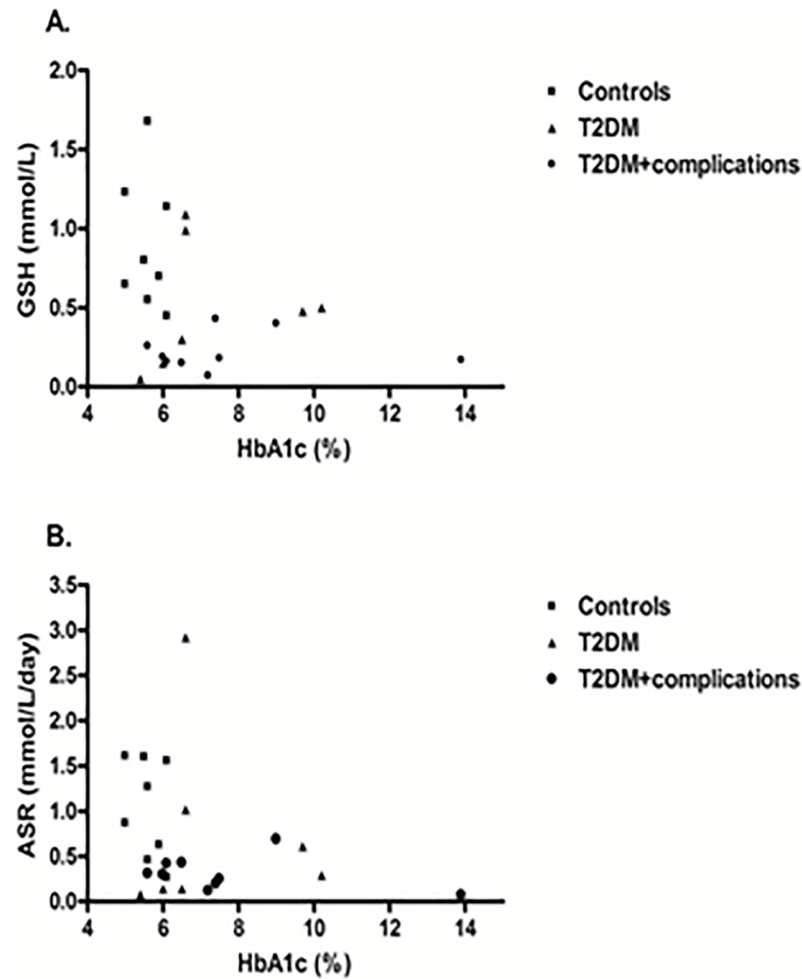 A.
2.0
1.5
1.0
0.5
0.0
GSH (mmol/L)
4 6 8 10 12 14
HbA1c (%)
Controls
T2DM
T2DM+complications
B.
3.5
3.0
2.5
2.0
1.5
1.0
0.5
0.0
ASR (mmol/L/day)
4 6 8 10 12 14
HbA1c (%)
Controls
T2DM
T2DM+complications